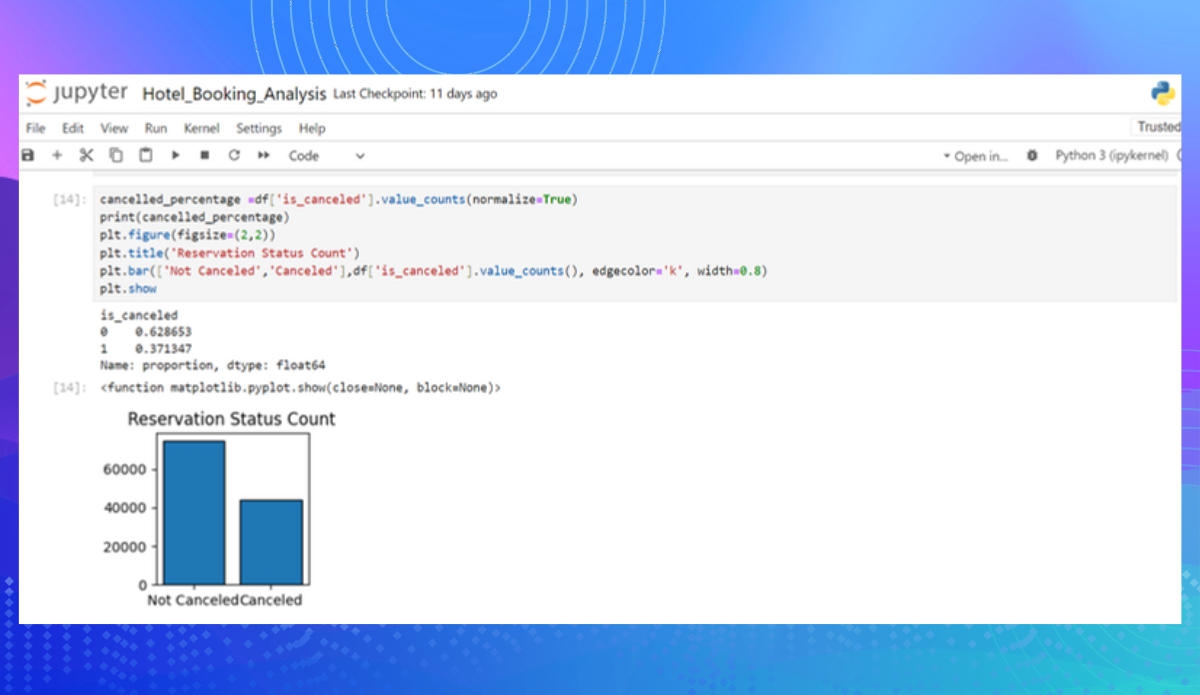 jupyter Hotel_Booking_Analysis Last Checkpoint: 11 days ago
File Edit View Run Kernel Settings Help
Trusted
Code
Open in... Python 3 (ipykernel)
[14]: cancelled_percentage =df['is_canceled'].value_counts(normalize=True)
print(cancelled_percentage)
plt.figure(figsize=(2,2))
plt.title('Reservation Status Count')
plt.bar(['Not Canceled','Canceled'],df['is_canceled'].value_counts(), edgecolor='k', width=0.8)
plt.show
is_canceled
0 0.628653
1 0.371347
Name: proportion, dtype: float64
[14]: <function matplotlib.pyplot.show(close=None, block=None)>
Reservation Status Count
60000
40000
20000
0
Not Canceled Canceled